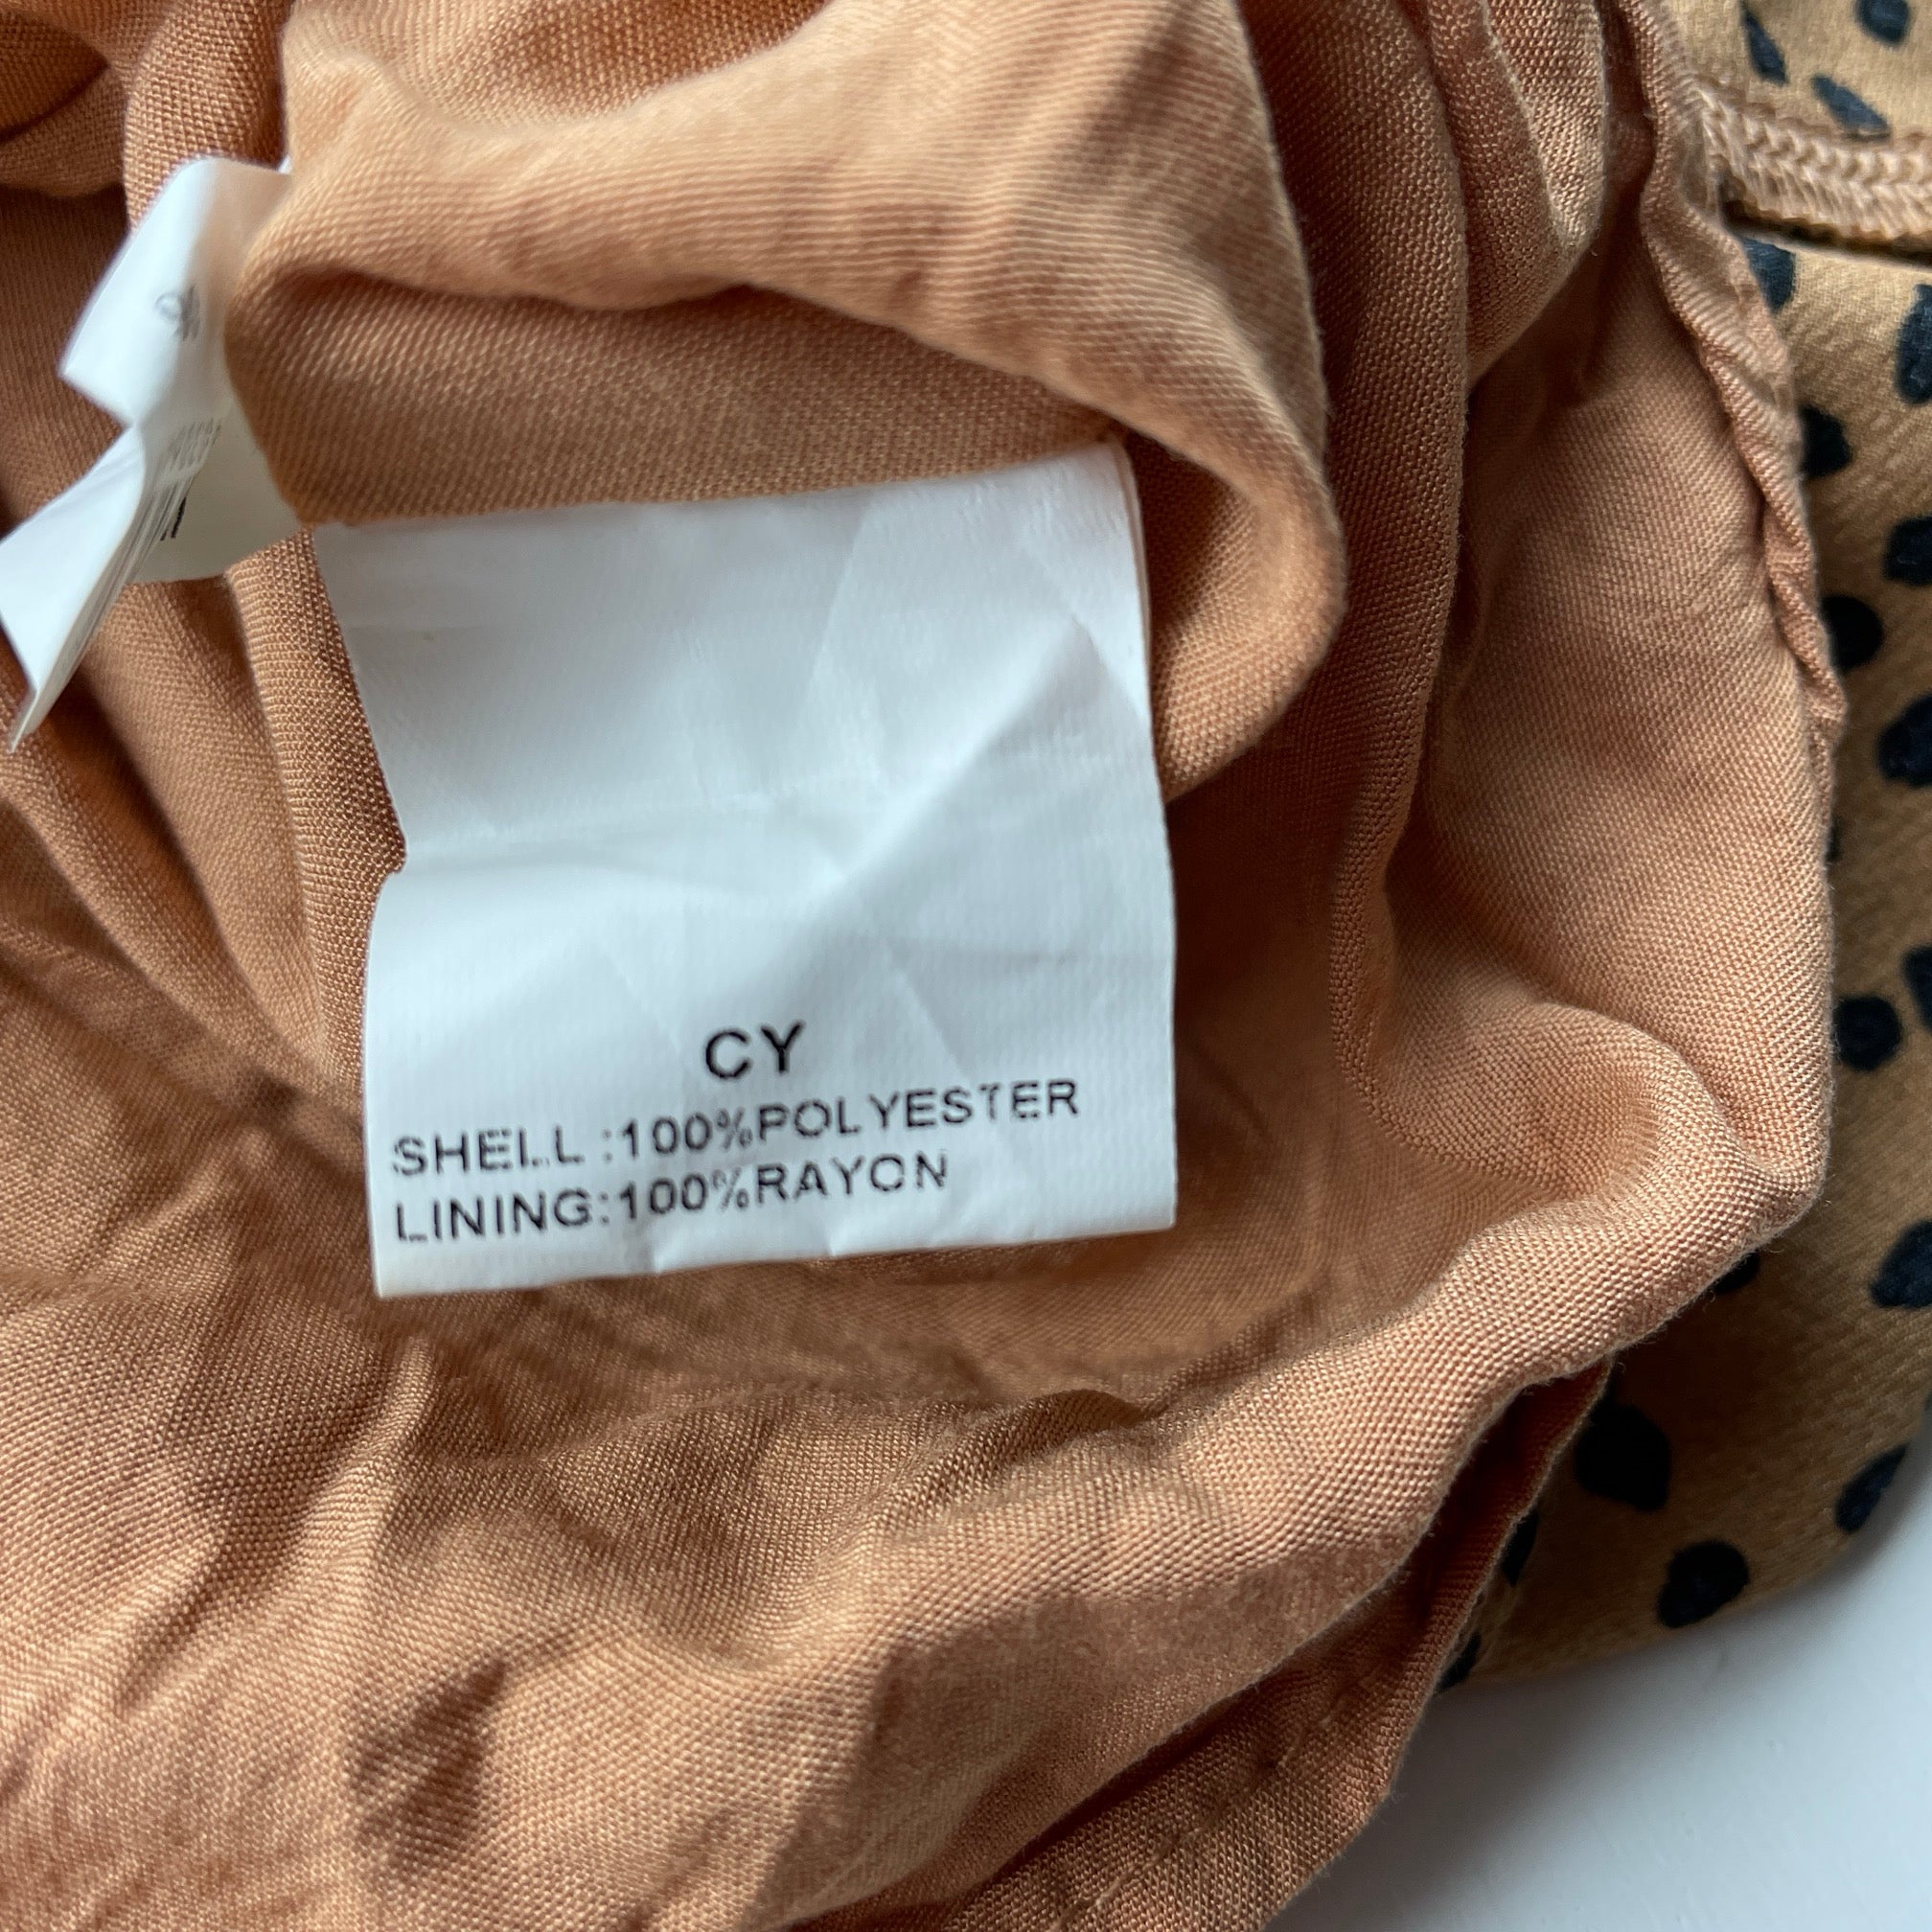 CY
SHELL :100%POLYESTER
LINING:100%RAYON